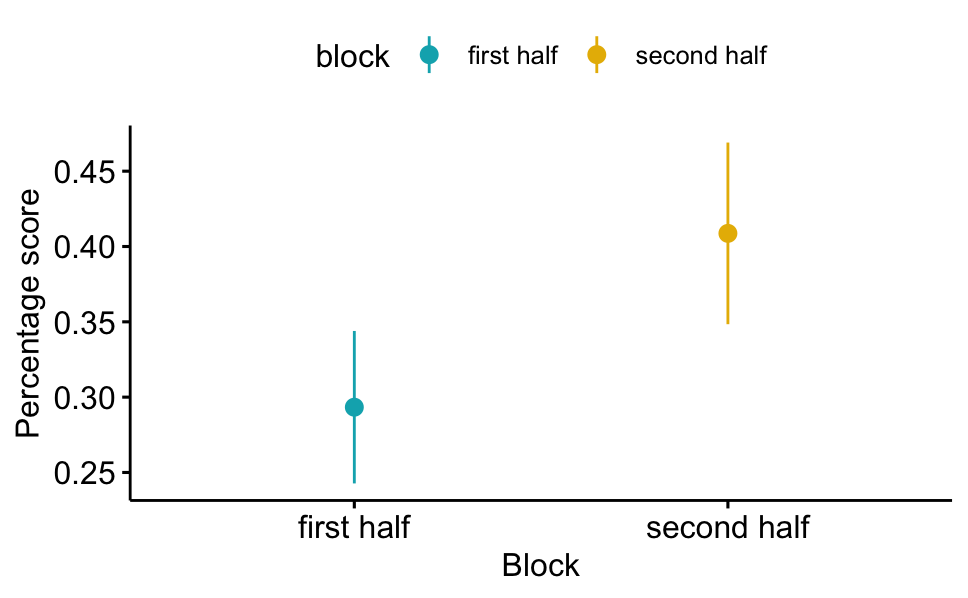 block first half second half
Percentage score
0.45
0.40
0.35
0.30
0.25
first half second half
Block